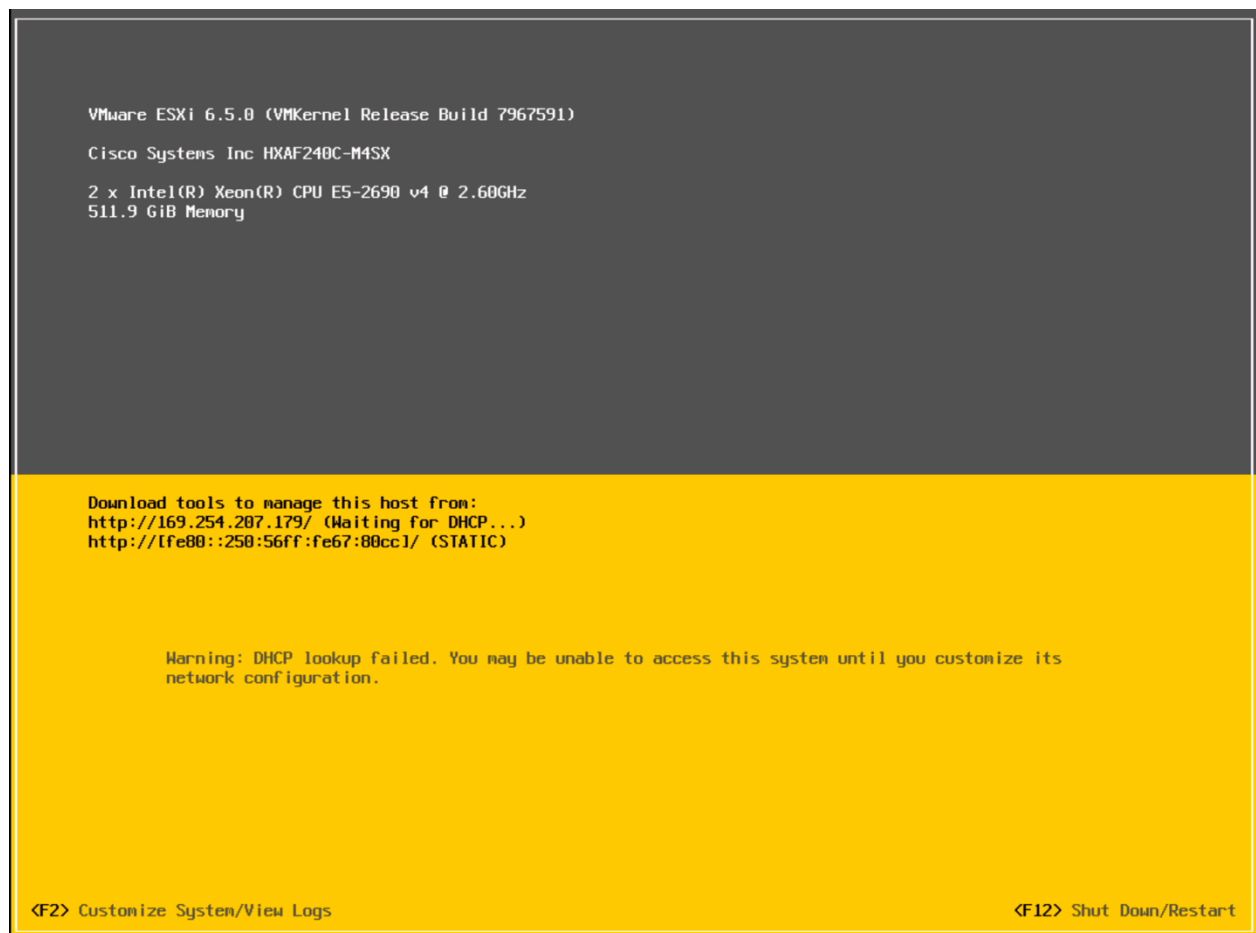 VMware ESXi 6.5.0 (VMKernel Release Build 7967591)
Cisco Systems Inc HXAF240C-M4SX
2 x Intel(R) Xeon(R) CPU E5-2690 v4 @ 2.60GHz
511.9 GiB Memory
Download tools to manage this host from:
http://169.254.207.179/ (Waiting for DHCP...)
http://[fe80::250:56ff:fe67:80cc]/ (STATIC)
Warning: DHCP lookup failed. You may be unable to access this system until you customize its
network configuration.
<F2> Customize System/View Logs
<F12> Shut Down/Restart